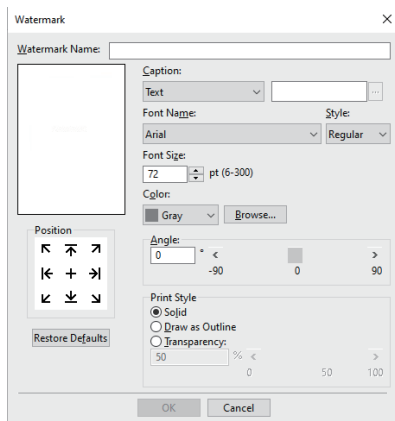 Watermark
Watermark Name:
Caption:
Text
...
Font Name:
Style:
Arial
Regular
Font Size:
72
pt (6-300)
Color:
Gray
Browse...
Position
Angle:
0 °
-90 0 90
Print Style
Solid
Draw as Outline
Transparency:
50 %
0 50 100
Restore Defaults
OK
Cancel